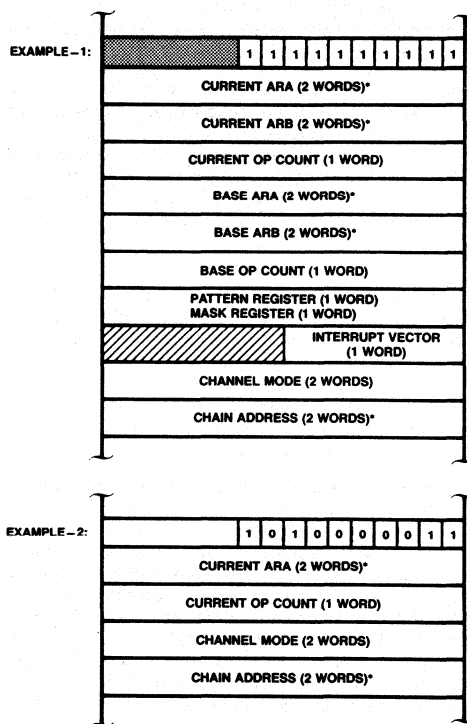 EXAMPLE–1: 1 1 1 1 1 1 1 1 1 1
CURRENT ARA (2 WORDS)*
CURRENT ARB (2 WORDS)*
CURRENT OP COUNT (1 WORD)
BASE ARA (2 WORDS)*
BASE ARB (2 WORDS)*
BASE OP COUNT (1 WORD)
PATTERN REGISTER (1 WORD)
MASK REGISTER (1 WORD)
INTERRUPT VECTOR
(1 WORD)
CHANNEL MODE (2 WORDS)
CHAIN ADDRESS (2 WORDS)*
EXAMPLE–2: 1 0 1 0 0 0 0 0 1 1
CURRENT ARA (2 WORDS)*
CURRENT OP COUNT (1 WORD)
CHANNEL MODE (2 WORDS)
CHAIN ADDRESS (2 WORDS)*